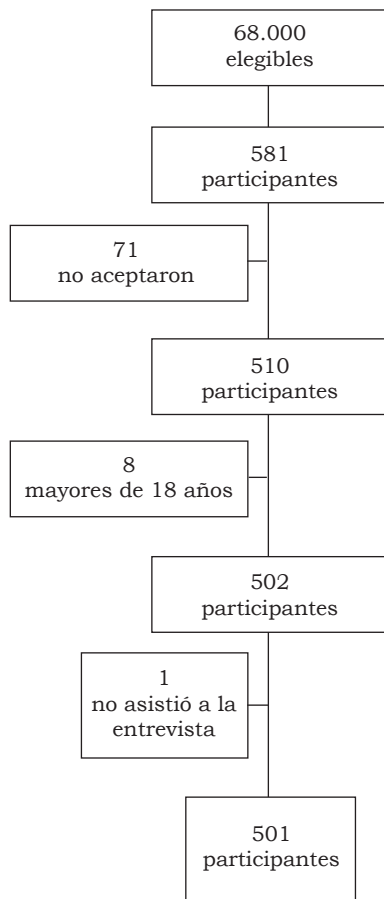 68.000
elegibles
581
participantes
71
no aceptaron
510
participantes
8
mayores de 18 años
502
participantes
1
no asistió a la
entrevista
501
participantes